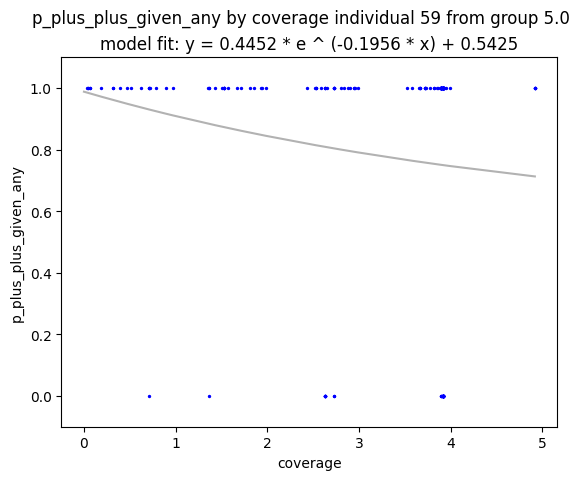 p_plus_plus_given_any by coverage individual 59 from group 5.0
model fit: y = 0.4452 * e ^ (-0.1956 * x) + 0.5425
1.0
0.8
0.6
0.4
0.2
0.0
p_plus_plus_given_any
0 1 2 3 4 5
coverage